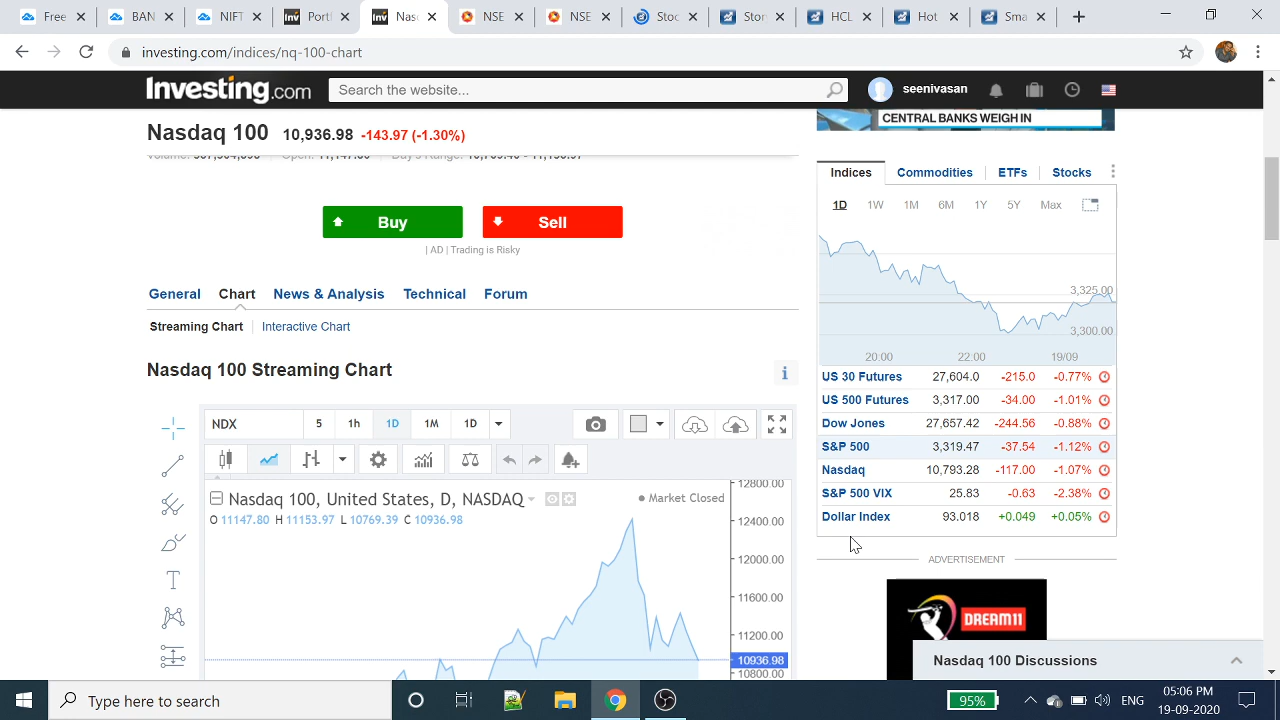 Free
BAN
NIFT
Port
Nas
NSE
NSE
Stoc
Stor
HCL
Hot
Sma
investing.com/indices/nq-100-chart
Investing.com
Search the website...
seenivasan
CENTRAL BANKS WEIGH IN
Nasdaq 100 10,936.98 -143.97 (-1.30%)
Buy
Sell
| AD | Trading is Risky
General Chart News & Analysis Technical Forum
Streaming Chart Interactive Chart
Nasdaq 100 Streaming Chart
NDX 5 1h 1D 1M 1D
Nasdaq 100, United States, D, NASDAQ
Market Closed
O 11147.80 H 11153.97 L 10769.39 C 10936.98
12800.00
12400.00
12000.00
11600.00
11200.00
10936.98
10800.00
Indices Commodities ETFs Stocks
1D 1W 1M 6M 1Y 5Y Max
3,325.00
3,300.00
20:00 22:00 19/09
US 30 Futures 27,604.0 -215.0 -0.77%
US 500 Futures 3,317.00 -34.00 -1.01%
Dow Jones 27,657.42 -244.56 -0.88%
S&P 500 3,319.47 -37.54 -1.12%
Nasdaq 10,793.28 -117.00 -1.07%
S&P 500 VIX 25.83 -0.63 -2.38%
Dollar Index 93.018 +0.049 +0.05%
ADVERTISEMENT
DREAM11
Nasdaq 100 Discussions
Type here to search
95%
ENG
05:06 PM
19-09-2020